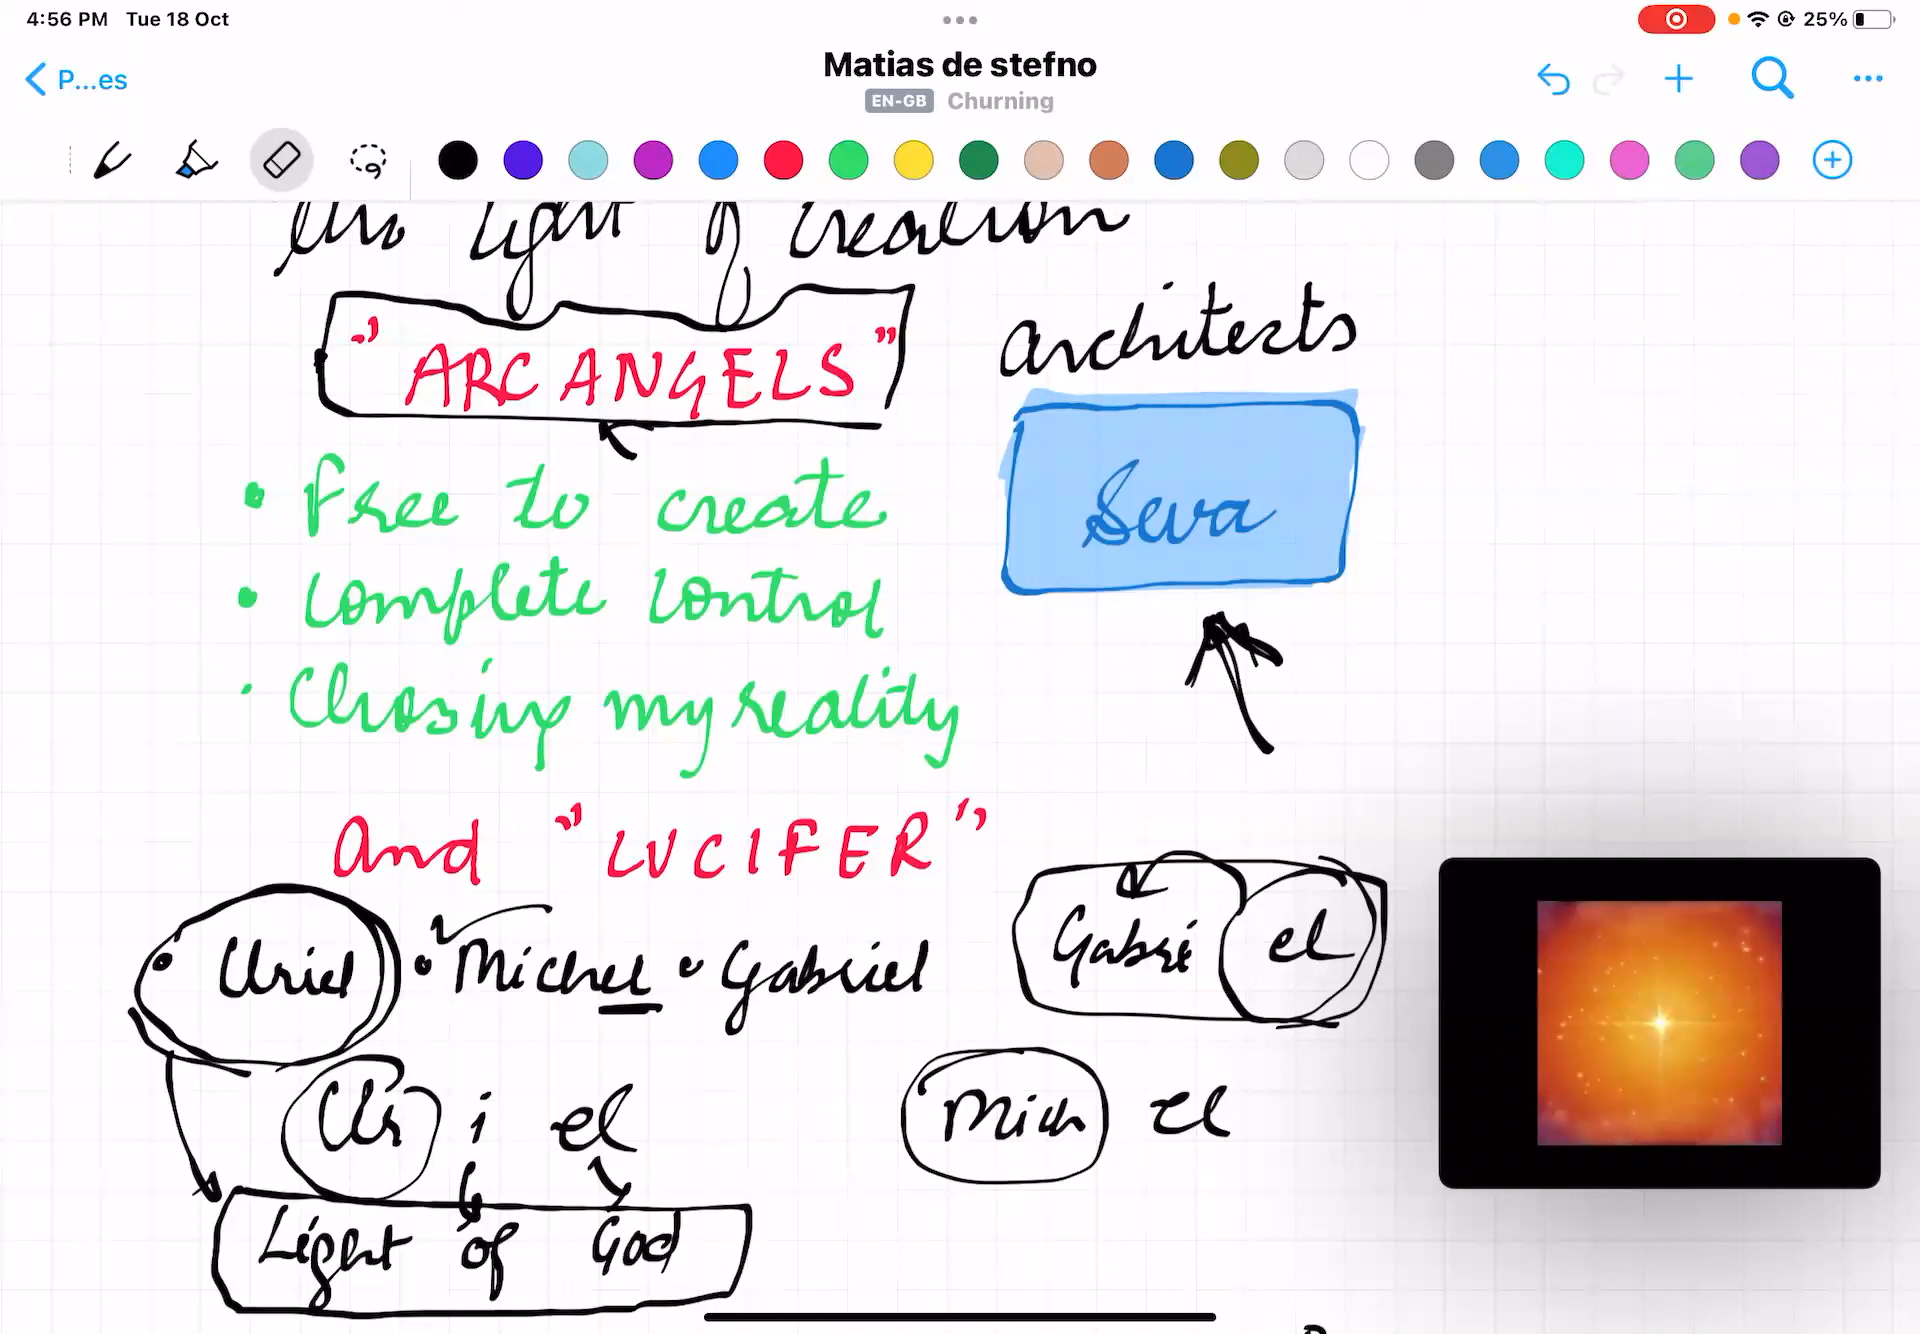 4:56 PM Tue 18 Oct 25%
P...es
Matias de stefno
EN-GB Churning
the light of creation
architects
" ARC ANGELS "
Seva
• free to create
• Complete control
• Chosing my reality
and "LUCIFER"
• Uriel • Michel • Gabriel
Gabri el
Ur i el
Mich el
Light of God